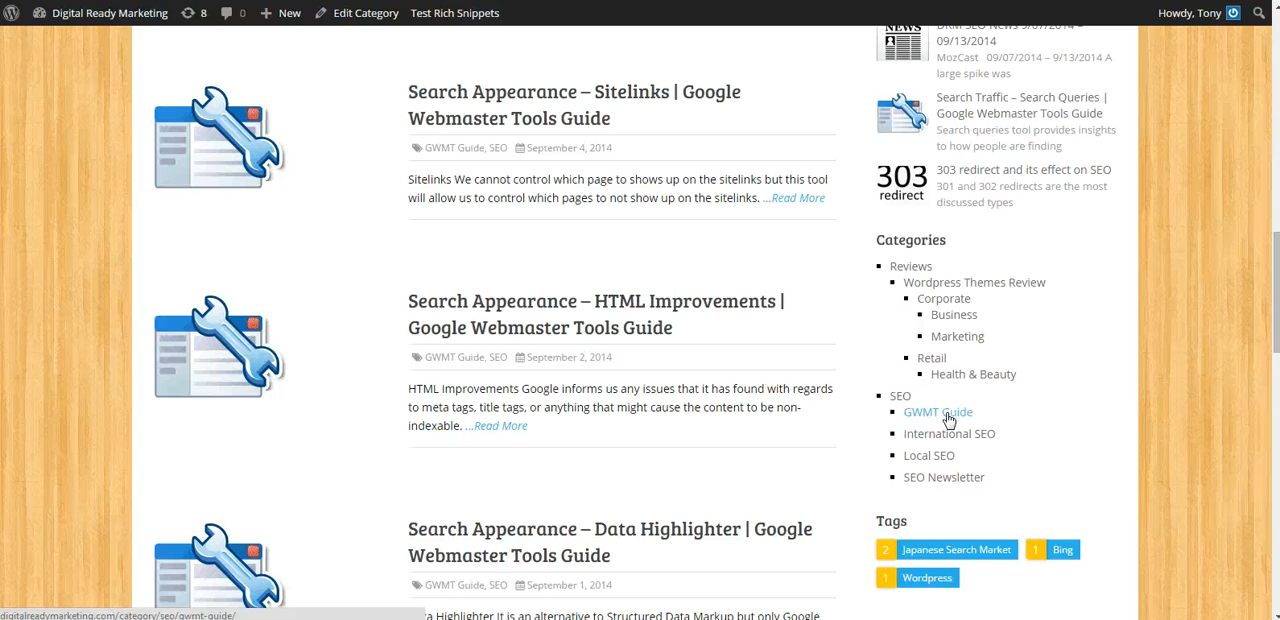 Digital Ready Marketing 8 0 New Edit Category Test Rich Snippets Howdy, Tony
Search Appearance – Sitelinks | Google
Webmaster Tools Guide
GWMT Guide, SEO September 4, 2014
Sitelinks We cannot control which page to shows up on the sitelinks but this tool
will allow us to control which pages to not show up on the sitelinks. ...Read More
Search Appearance – HTML Improvements |
Google Webmaster Tools Guide
GWMT Guide, SEO September 2, 2014
HTML Improvements Google informs us any issues that it has found with regards
to meta tags, title tags, or anything that might cause the content to be non-
indexable. ...Read More
Search Appearance – Data Highlighter | Google
Webmaster Tools Guide
GWMT Guide, SEO September 1, 2014
Highlighter It is an alternative to Structured Data Markup but only Google
NEWS
DRM SEO News 9/07/2014 –
09/13/2014
MozCast 09/07/2014 – 9/13/2014 A
large spike was
Search Traffic – Search Queries |
Google Webmaster Tools Guide
Search queries tool provides insights
to how people are finding
303
redirect
303 redirect and its effect on SEO
301 and 302 redirects are the most
discussed types
Categories
Reviews
Wordpress Themes Review
Corporate
Business
Marketing
Retail
Health & Beauty
SEO
GWMT Guide
International SEO
Local SEO
SEO Newsletter
Tags
2 Japanese Search Market 1 Bing
1 Wordpress
digitalreadymarketing.com/category/seo/gwmt-guide/